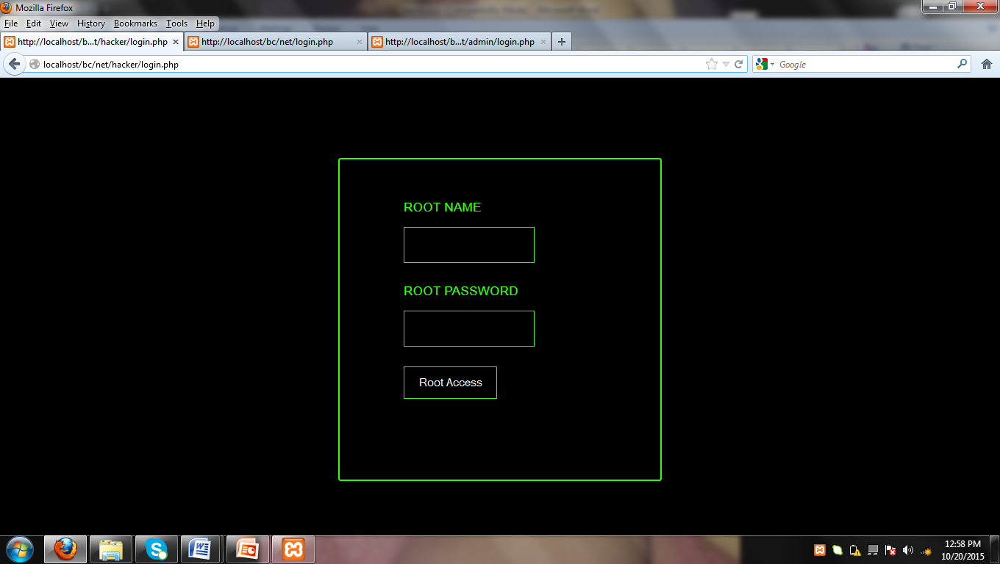 Mozilla Firefox
File Edit View History Bookmarks Tools Help
http://localhost/b...t/hacker/login.php
http://localhost/bc/net/login.php
http://localhost/b...t/admin/login.php
localhost/bc/net/hacker/login.php
Google
ROOT NAME
ROOT PASSWORD
Root Access
12:58 PM
10/20/2015